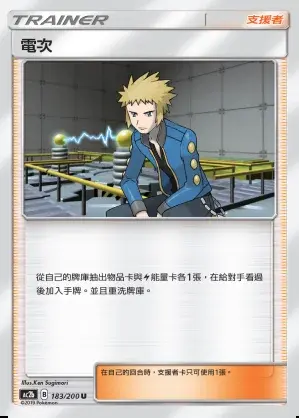 TRAINER 支援者
電次
從自己的牌庫抽出物品卡與能量卡各1張，在給對手看過
後加入手牌。並且重洗牌庫。
Illus.Ken Sugimori
AC2b B 183/200 U
©2019 Pokémon
在自己的回合時，支援者卡只可使用1張。